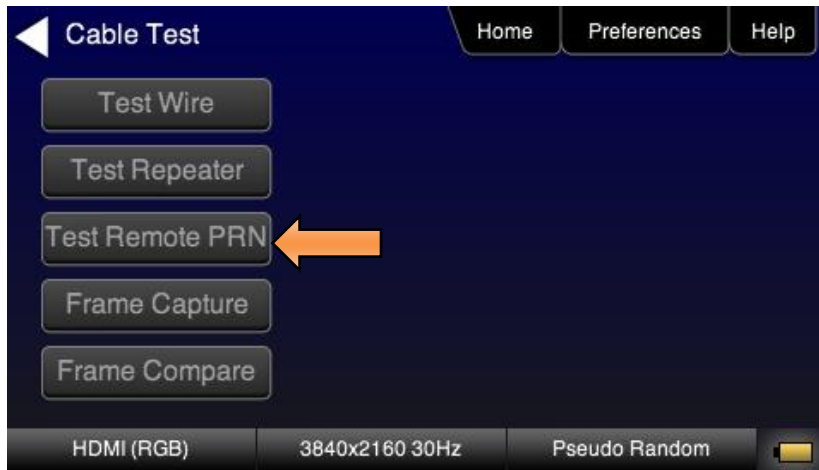 Cable Test
Home
Preferences
Help
Test Wire
Test Repeater
Test Remote PRN
Frame Capture
Frame Compare
HDMI (RGB)
3840x2160 30Hz
Pseudo Random